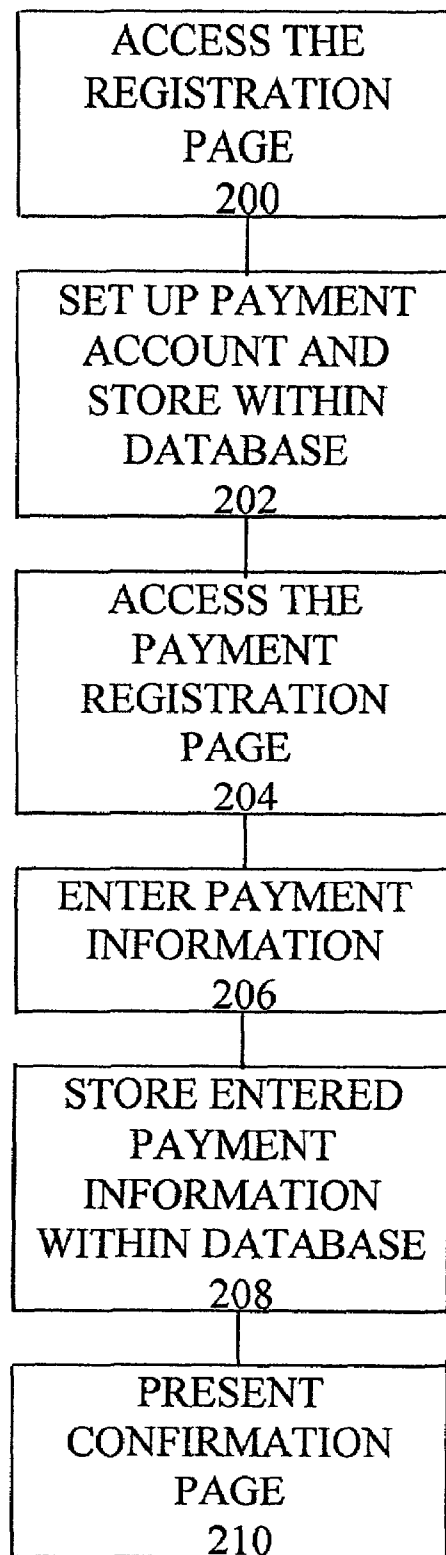 ACCESS THE
REGISTRATION
PAGE
200
SET UP PAYMENT
ACCOUNT AND
STORE WITHIN
DATABASE
202
ACCESS THE
PAYMENT
REGISTRATION
PAGE
204
ENTER PAYMENT
INFORMATION
206
STORE ENTERED
PAYMENT
INFORMATION
WITHIN DATABASE
208
PRESENT
CONFIRMATION
PAGE
210